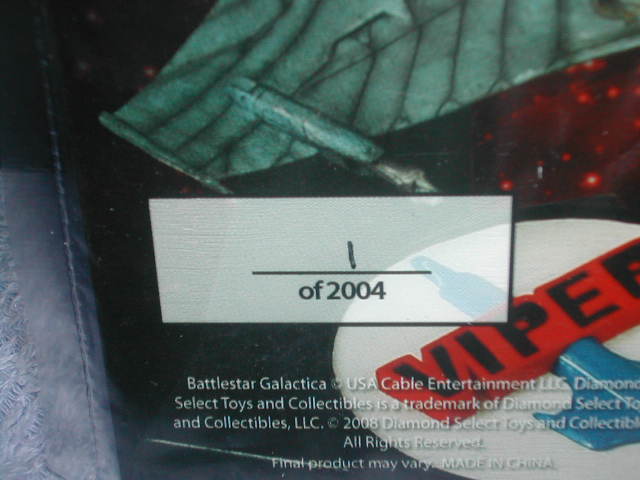 1
of 2004
VIPER
Battlestar Galactica © USA Cable Entertainment LLC. Diamond
Select Toys and Collectibles is a trademark of Diamond Select To
and Collectibles, LLC. © 2008 Diamond Select Toys and Collectibl
All Rights Reserved.
Final product may vary. MADE IN CHINA.